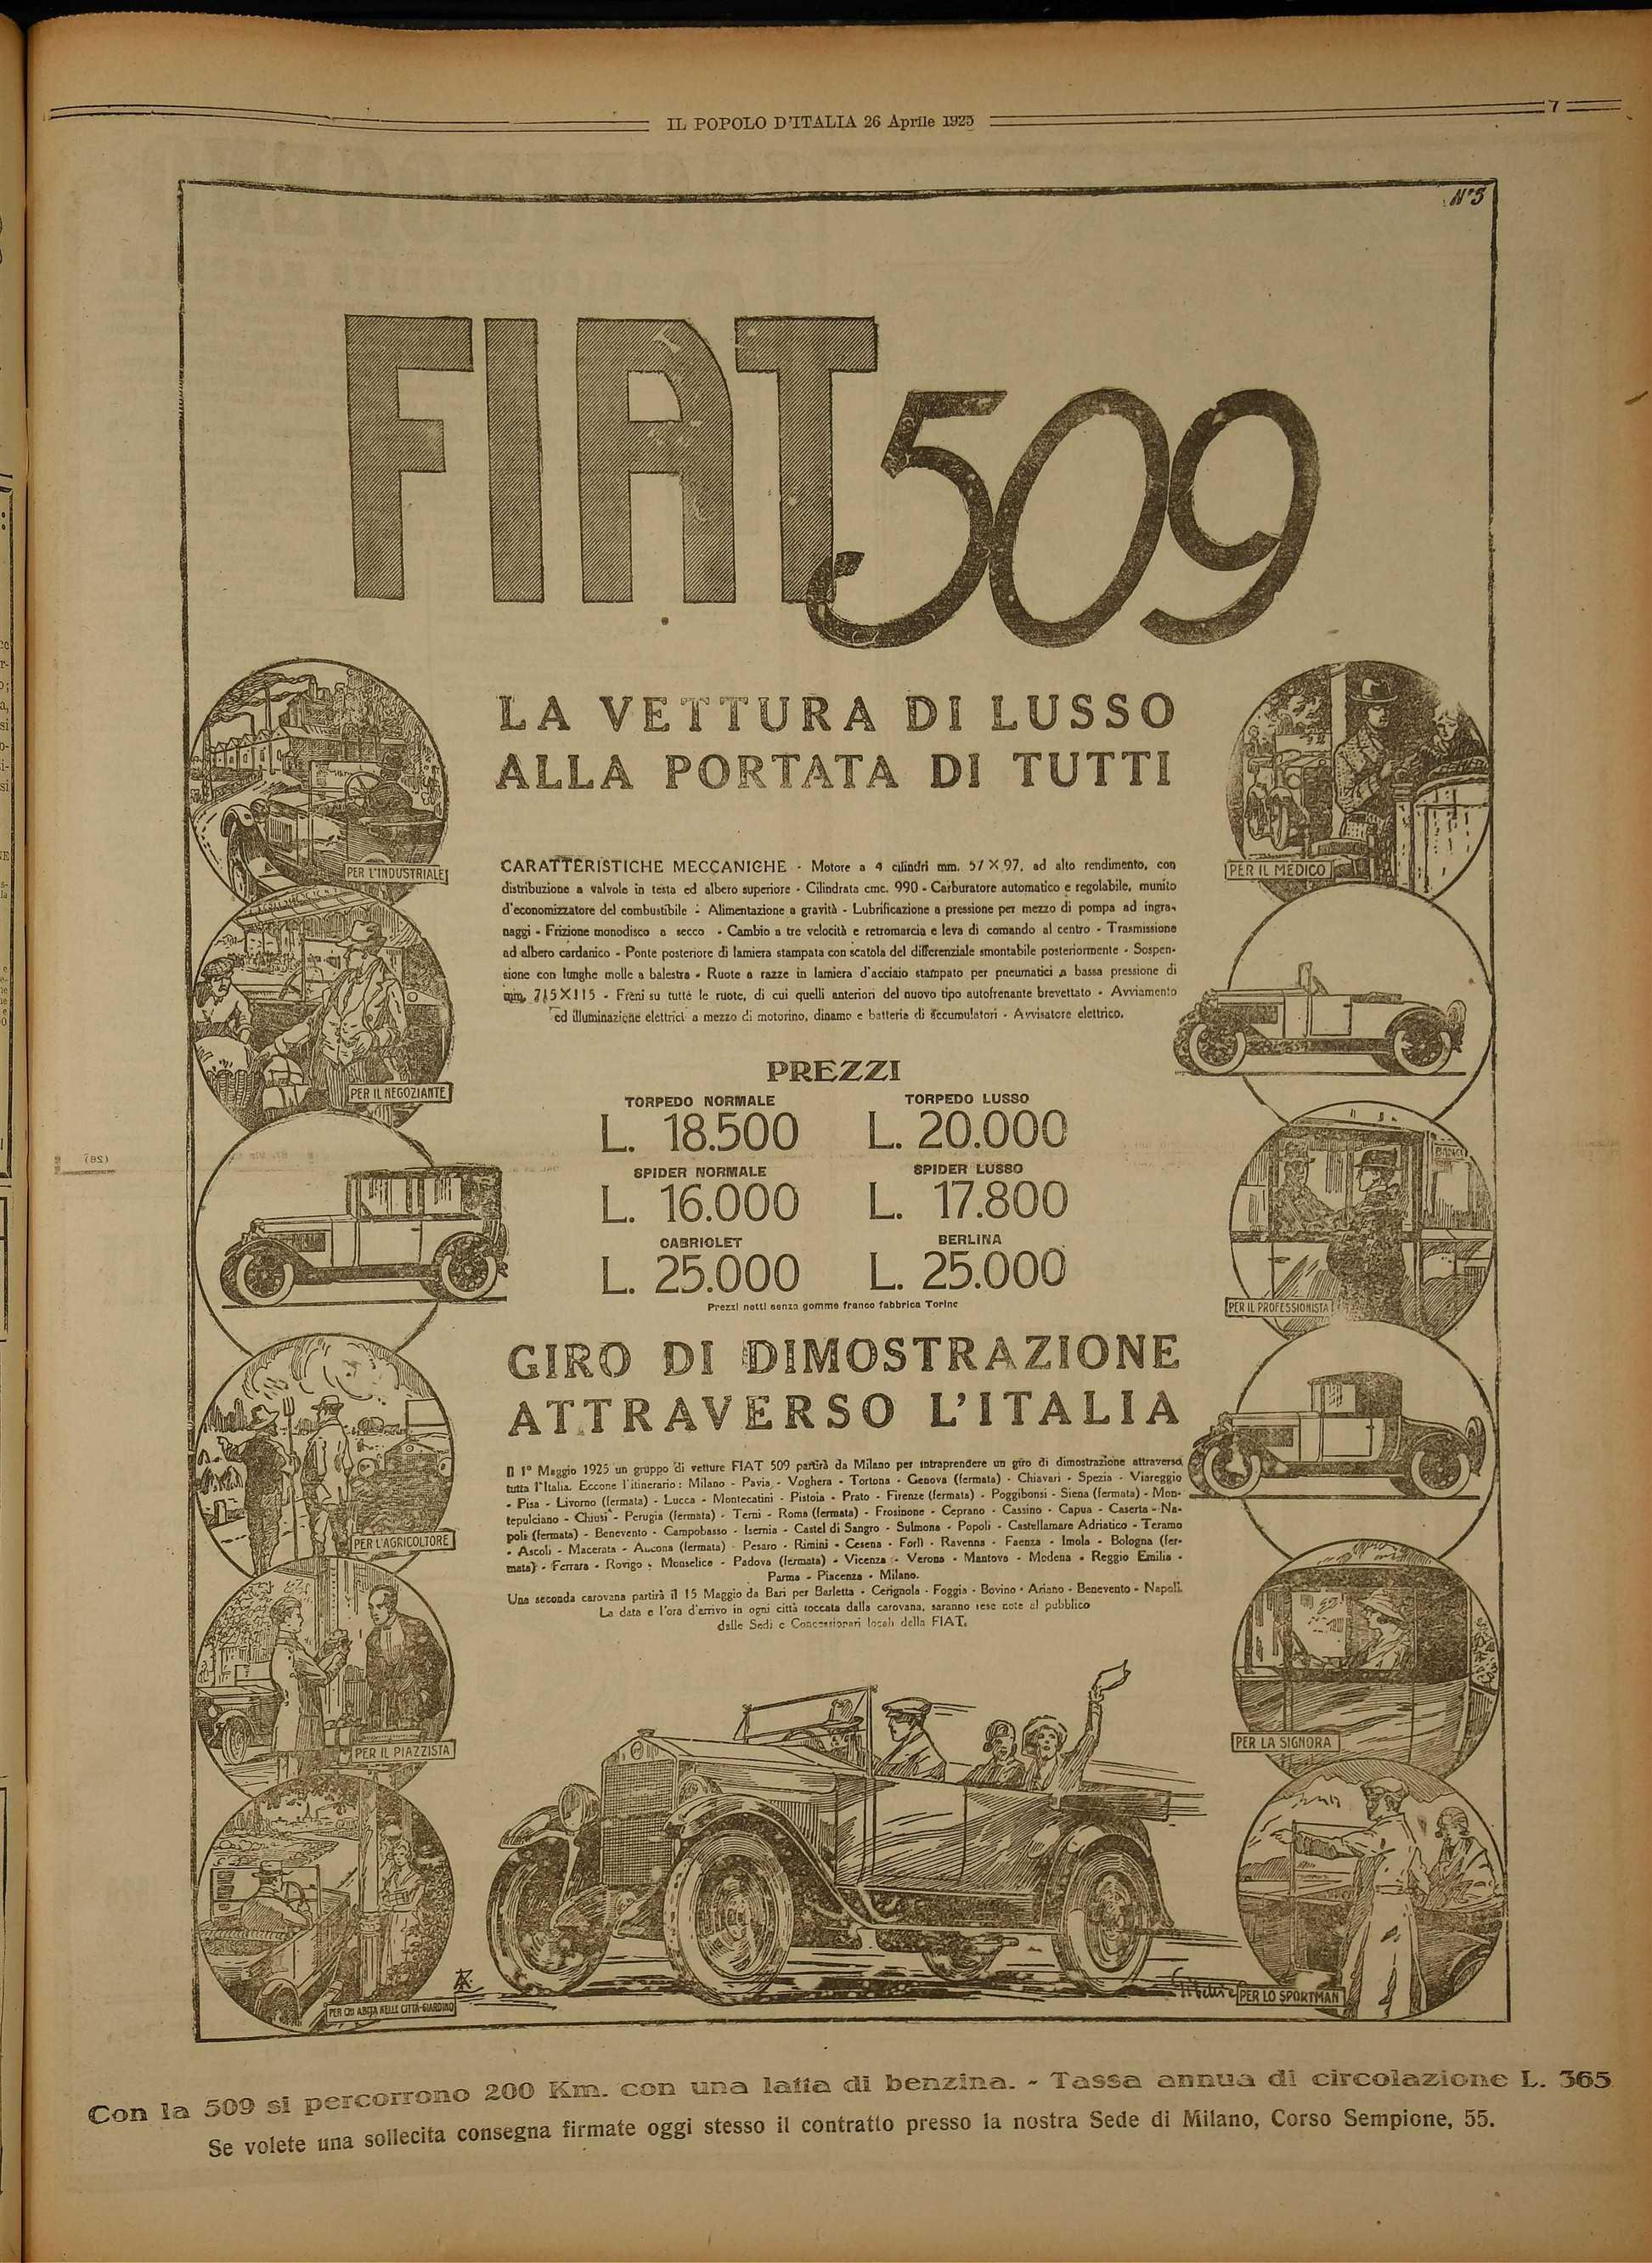 IL POPOLO D'ITALIA 26 Aprile 1925
7
N°3
FIAT 509
LA VETTURA DI LUSSO
ALLA PORTATA DI TUTTI
CARATTERISTICHE MECCANICHE - Motore a 4 cilindri mm. 57 X 97, ad alto rendimento, con
distribuzione a valvole in testa ed albero superiore - Cilindrata cmc. 990 - Carburatore automatico e regolabile, munito
d'economizzatore del combustibile - Alimentazione a gravità - Lubrificazione a pressione per mezzo di pompa ad ingra-
naggi - Frizione monodisco a secco - Cambio a tre velocità e retromarcia e leva di comando al centro - Trasmissione
ad albero cardanico - Ponte posteriore di lamiera stampata con scatola del differenziale smontabile posteriormente - Sospen-
sione con lunghe molle a balestra - Ruote a razze in lamiera d'acciaio stampato per pneumatici a bassa pressione di
mm. 715X115 - Freni su tutte le ruote, di cui quelli anteriori del nuovo tipo autofrenante brevettato - Avviamento
ed illuminazione elettrici a mezzo di motorino, dinamo e batteria di accumulatori - Avvisatore elettrico.
PREZZI
TORPEDO NORMALE TORPEDO LUSSO
L. 18.500 L. 20.000
SPIDER NORMALE SPIDER LUSSO
L. 16.000 L. 17.800
CABRIOLET BERLINA
L. 25.000 L. 25.000
Prezzi netti senza gomme franco fabbrica Torino
GIRO DI DIMOSTRAZIONE
ATTRAVERSO L'ITALIA
Il 1° Maggio 1925 un gruppo di vetture FIAT 509 partirà da Milano per intraprendere un giro di dimostrazione attraverso
tutta l'Italia. Eccone l'itinerario: Milano - Pavia - Voghera - Tortona - Genova (fermata) - Chiavari - Spezia - Viareggio
- Pisa - Livorno (fermata) - Lucca - Montecatini - Pistoia - Prato - Firenze (fermata) - Poggibonsi - Siena (fermata) - Mon-
tepulciano - Chiusi - Perugia (fermata) - Terni - Roma (fermata) - Frosinone - Ceprano - Cassino - Capua - Caserta - Na-
poli (fermata) - Benevento - Campobasso - Isernia - Castel di Sangro - Sulmona - Popoli - Castellamare Adriatico - Teramo
- Ascoli - Macerata - Ancona (fermata) - Pesaro - Rimini - Cesena - Forlì - Ravenna - Faenza - Imola - Bologna (fer-
mata) - Ferrara - Rovigo - Monselice - Padova (fermata) - Vicenza - Verona - Mantova - Modena - Reggio Emilia -
Parma - Piacenza - Milano.
Una seconda carovana partirà il 15 Maggio da Bari per Barletta - Cerignola - Foggia - Bovino - Ariano - Benevento - Napoli.
La data e l'ora d'arrivo in ogni città toccata dalla carovana, saranno rese note al pubblico
dalle Sedi e Concessionari locali della FIAT.
PER L'INDUSTRIALE
PER IL NEGOZIANTE
PER L'AGRICOLTORE
PER IL PIAZZISTA
PER CHI ABITA NELLE CITTÀ-GIARDINO
PER IL MEDICO
PER IL PROFESSIONISTA
PER LA SIGNORA
PER LO SPORTMAN
Con la 509 si percorrono 200 Km. con una latta di benzina. - Tassa annua di circolazione L. 365
Se volete una sollecita consegna firmate oggi stesso il contratto presso la nostra Sede di Milano, Corso Sempione, 55.